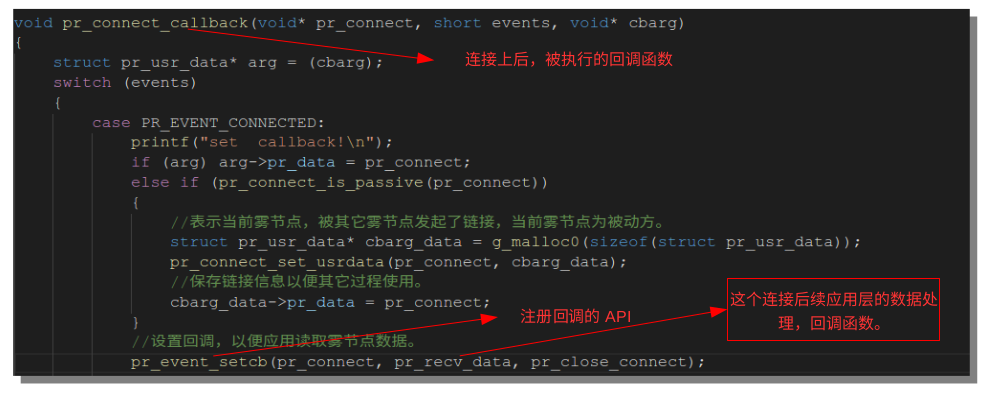 void pr_connect_callback(void* pr_connect, short events, void* cbarg)
{
连接上后，被执行的回调函数
struct pr_usr_data* arg = (cbarg);
switch (events)
{
case PR_EVENT_CONNECTED:
printf("set  callback!\n");
if (arg) arg->pr_data = pr_connect;
else if (pr_connect_is_passive(pr_connect))
{
//表示当前雾节点，被其它雾节点发起了链接，当前雾节点为被动方。
struct pr_usr_data* cbarg_data = g_malloc0(sizeof(struct pr_usr_data));
pr_connect_set_usrdata(pr_connect, cbarg_data);
//保存链接信息以便其它过程使用。
cbarg_data->pr_data = pr_connect;
}
注册回调的 API
这个连接后续应用层的数据处
理，回调函数。
//设置回调，以便应用读取雾节点数据。
pr_event_setcb(pr_connect, pr_recv_data, pr_close_connect);